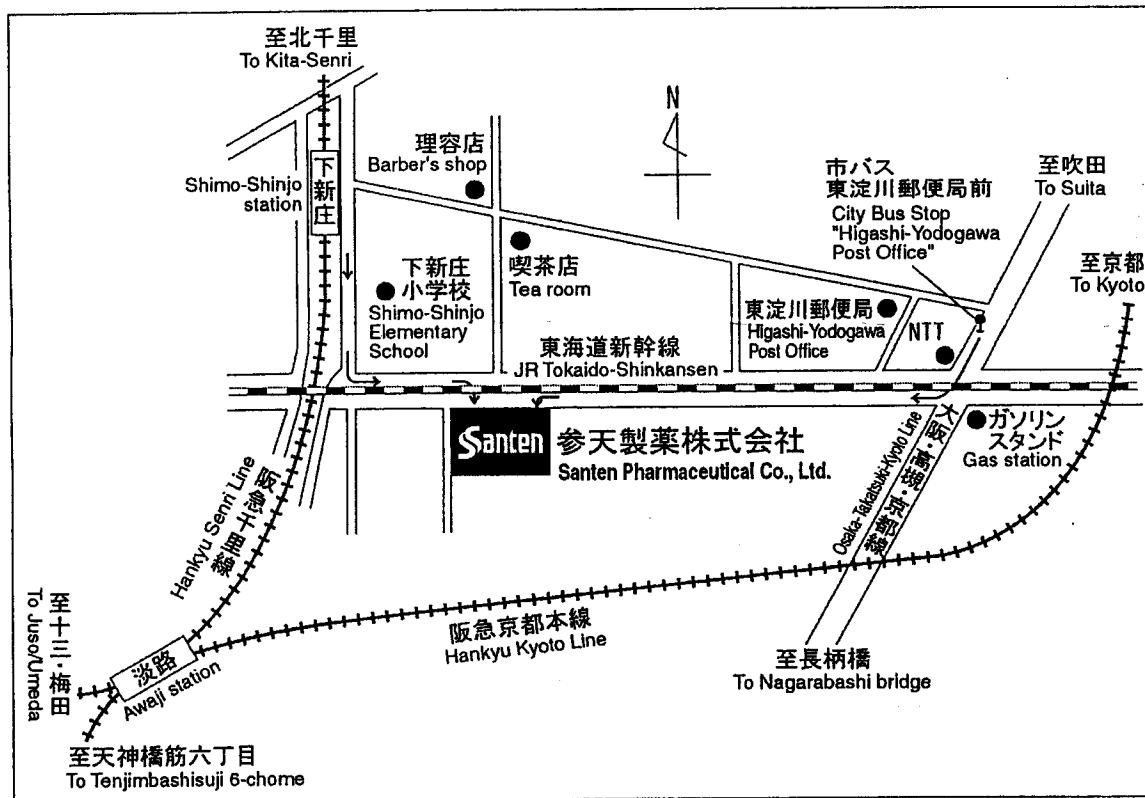 至北千里
To Kita-Senri
下新庄
Shimo-Shinjo
station
理容店
Barber's shop
N
市バス
東淀川郵便局前
City Bus Stop
"Higashi-Yodogawa
Post Office"
至吹田
To Suita
至京都
To Kyoto
下新庄
小学校
Shimo-Shinjo
Elementary
School
喫茶店
Tea room
東淀川郵便局
Higashi-Yodogawa
Post Office
NTT
東海道新幹線
JR Tokaido-Shinkansen
Santen
参天製薬株式会社
Santen Pharmaceutical Co., Ltd.
ガソリン
スタンド
Gas station
大阪・高槻・京都線
Osaka-Takatsuki-Kyoto Line
阪急千里線
Hankyu Senri Line
阪急京都本線
Hankyu Kyoto Line
至長柄橋
To Nagarabashi bridge
至十三・梅田
To Juso/Umeda
淡路
Awaji station
至天神橋筋六丁目
To Tenjimbashisuji 6-chome